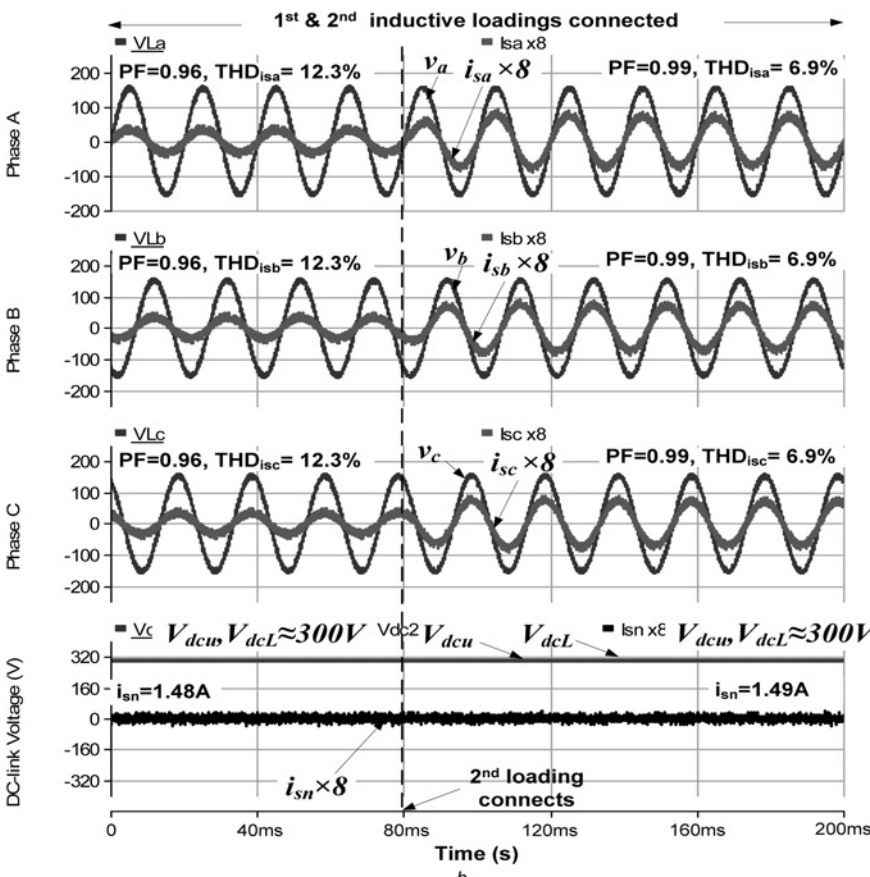 1st & 2nd inductive loadings connected
VLa Isa x8
PF=0.96, THDisa= 12.3% va isa×8 PF=0.99, THDisa= 6.9%
200
100
0
-100
-200
Phase A
VLb Isb x8
PF=0.96, THDisb= 12.3% vb isb×8 PF=0.99, THDisb= 6.9%
200
100
0
-100
-200
Phase B
VLc Isc x8
PF=0.96, THDisc= 12.3% vc isc×8 PF=0.99, THDisc= 6.9%
200
100
0
-100
-200
Phase C
Vdcu, VdcL≈300V Vdc2 Vdcu VdcL Isn x8 Vdcu, VdcL≈300V
320
160
0
-160
-320
DC-link Voltage (V)
isn=1.48A isn=1.49A
isn×8
2nd loading
connects
0 40ms 80ms 120ms 160ms 200ms
Time (s)